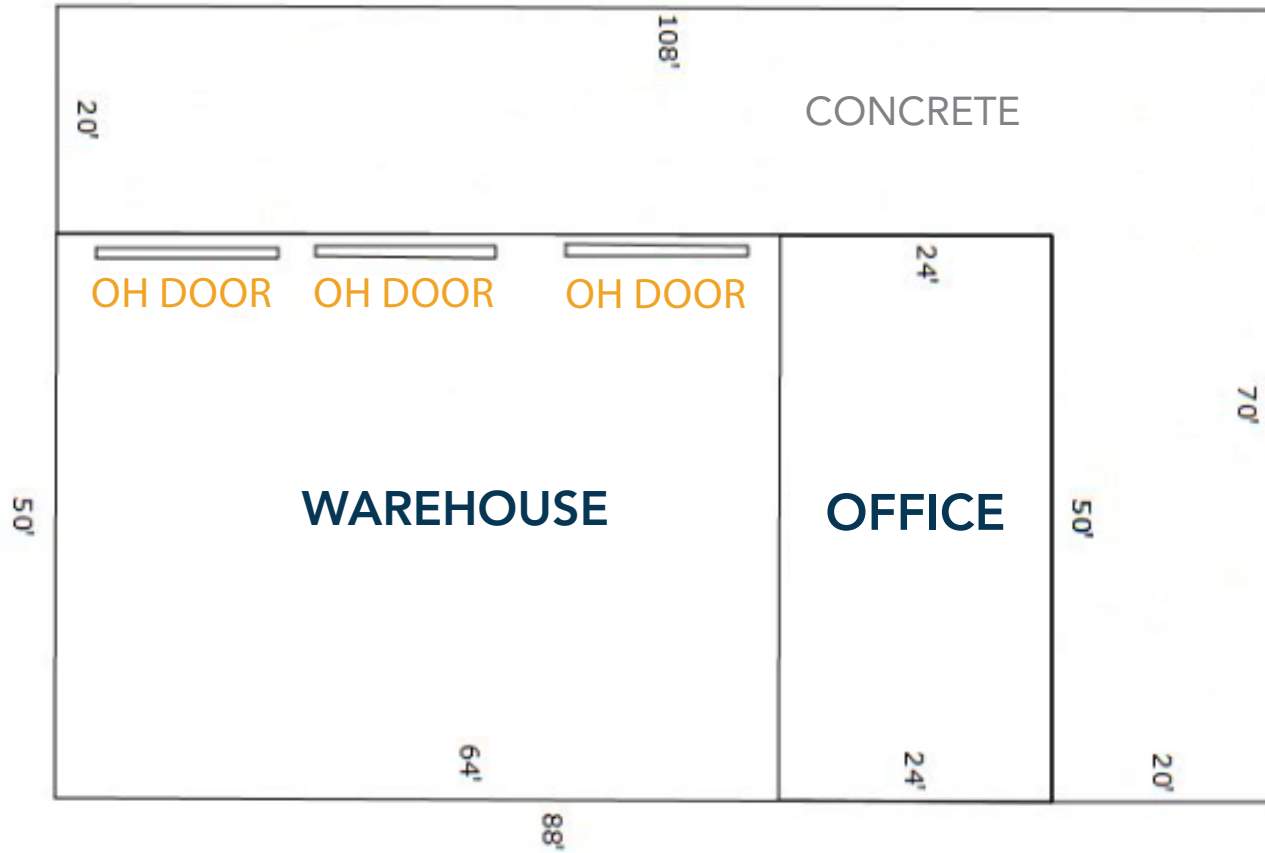 108'
CONCRETE
20'
24'
OH DOOR OH DOOR OH DOOR
70'
WAREHOUSE
OFFICE
50'
50'
64'
24'
20'
88'